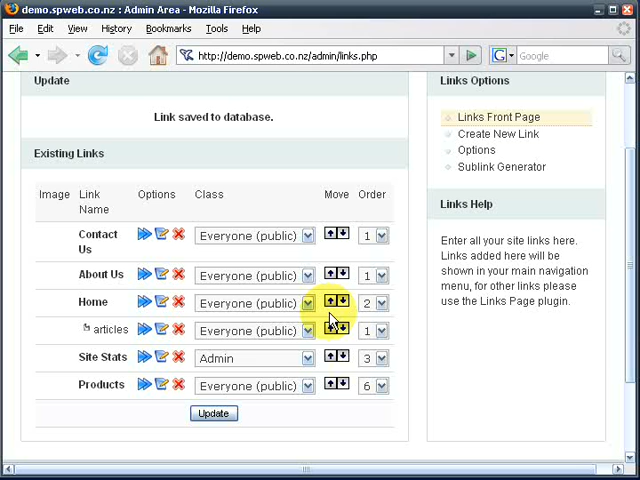 demo.spweb.co.nz : Admin Area - Mozilla Firefox
File Edit View History Bookmarks Tools Help
http://demo.spweb.co.nz/admin/links.php
G Google
Update
Link saved to database.
Existing Links
Image Link Name Options Class Move Order
Contact Us Everyone (public) 1
About Us Everyone (public) 1
Home Everyone (public) 2
articles Everyone (public) 1
Site Stats Admin 3
Products Everyone (public) 6
Update
Links Options
Links Front Page
Create New Link
Options
Sublink Generator
Links Help
Enter all your site links here.
Links added here will be
shown in your main navigation
menu, for other links please
use the Links Page plugin.